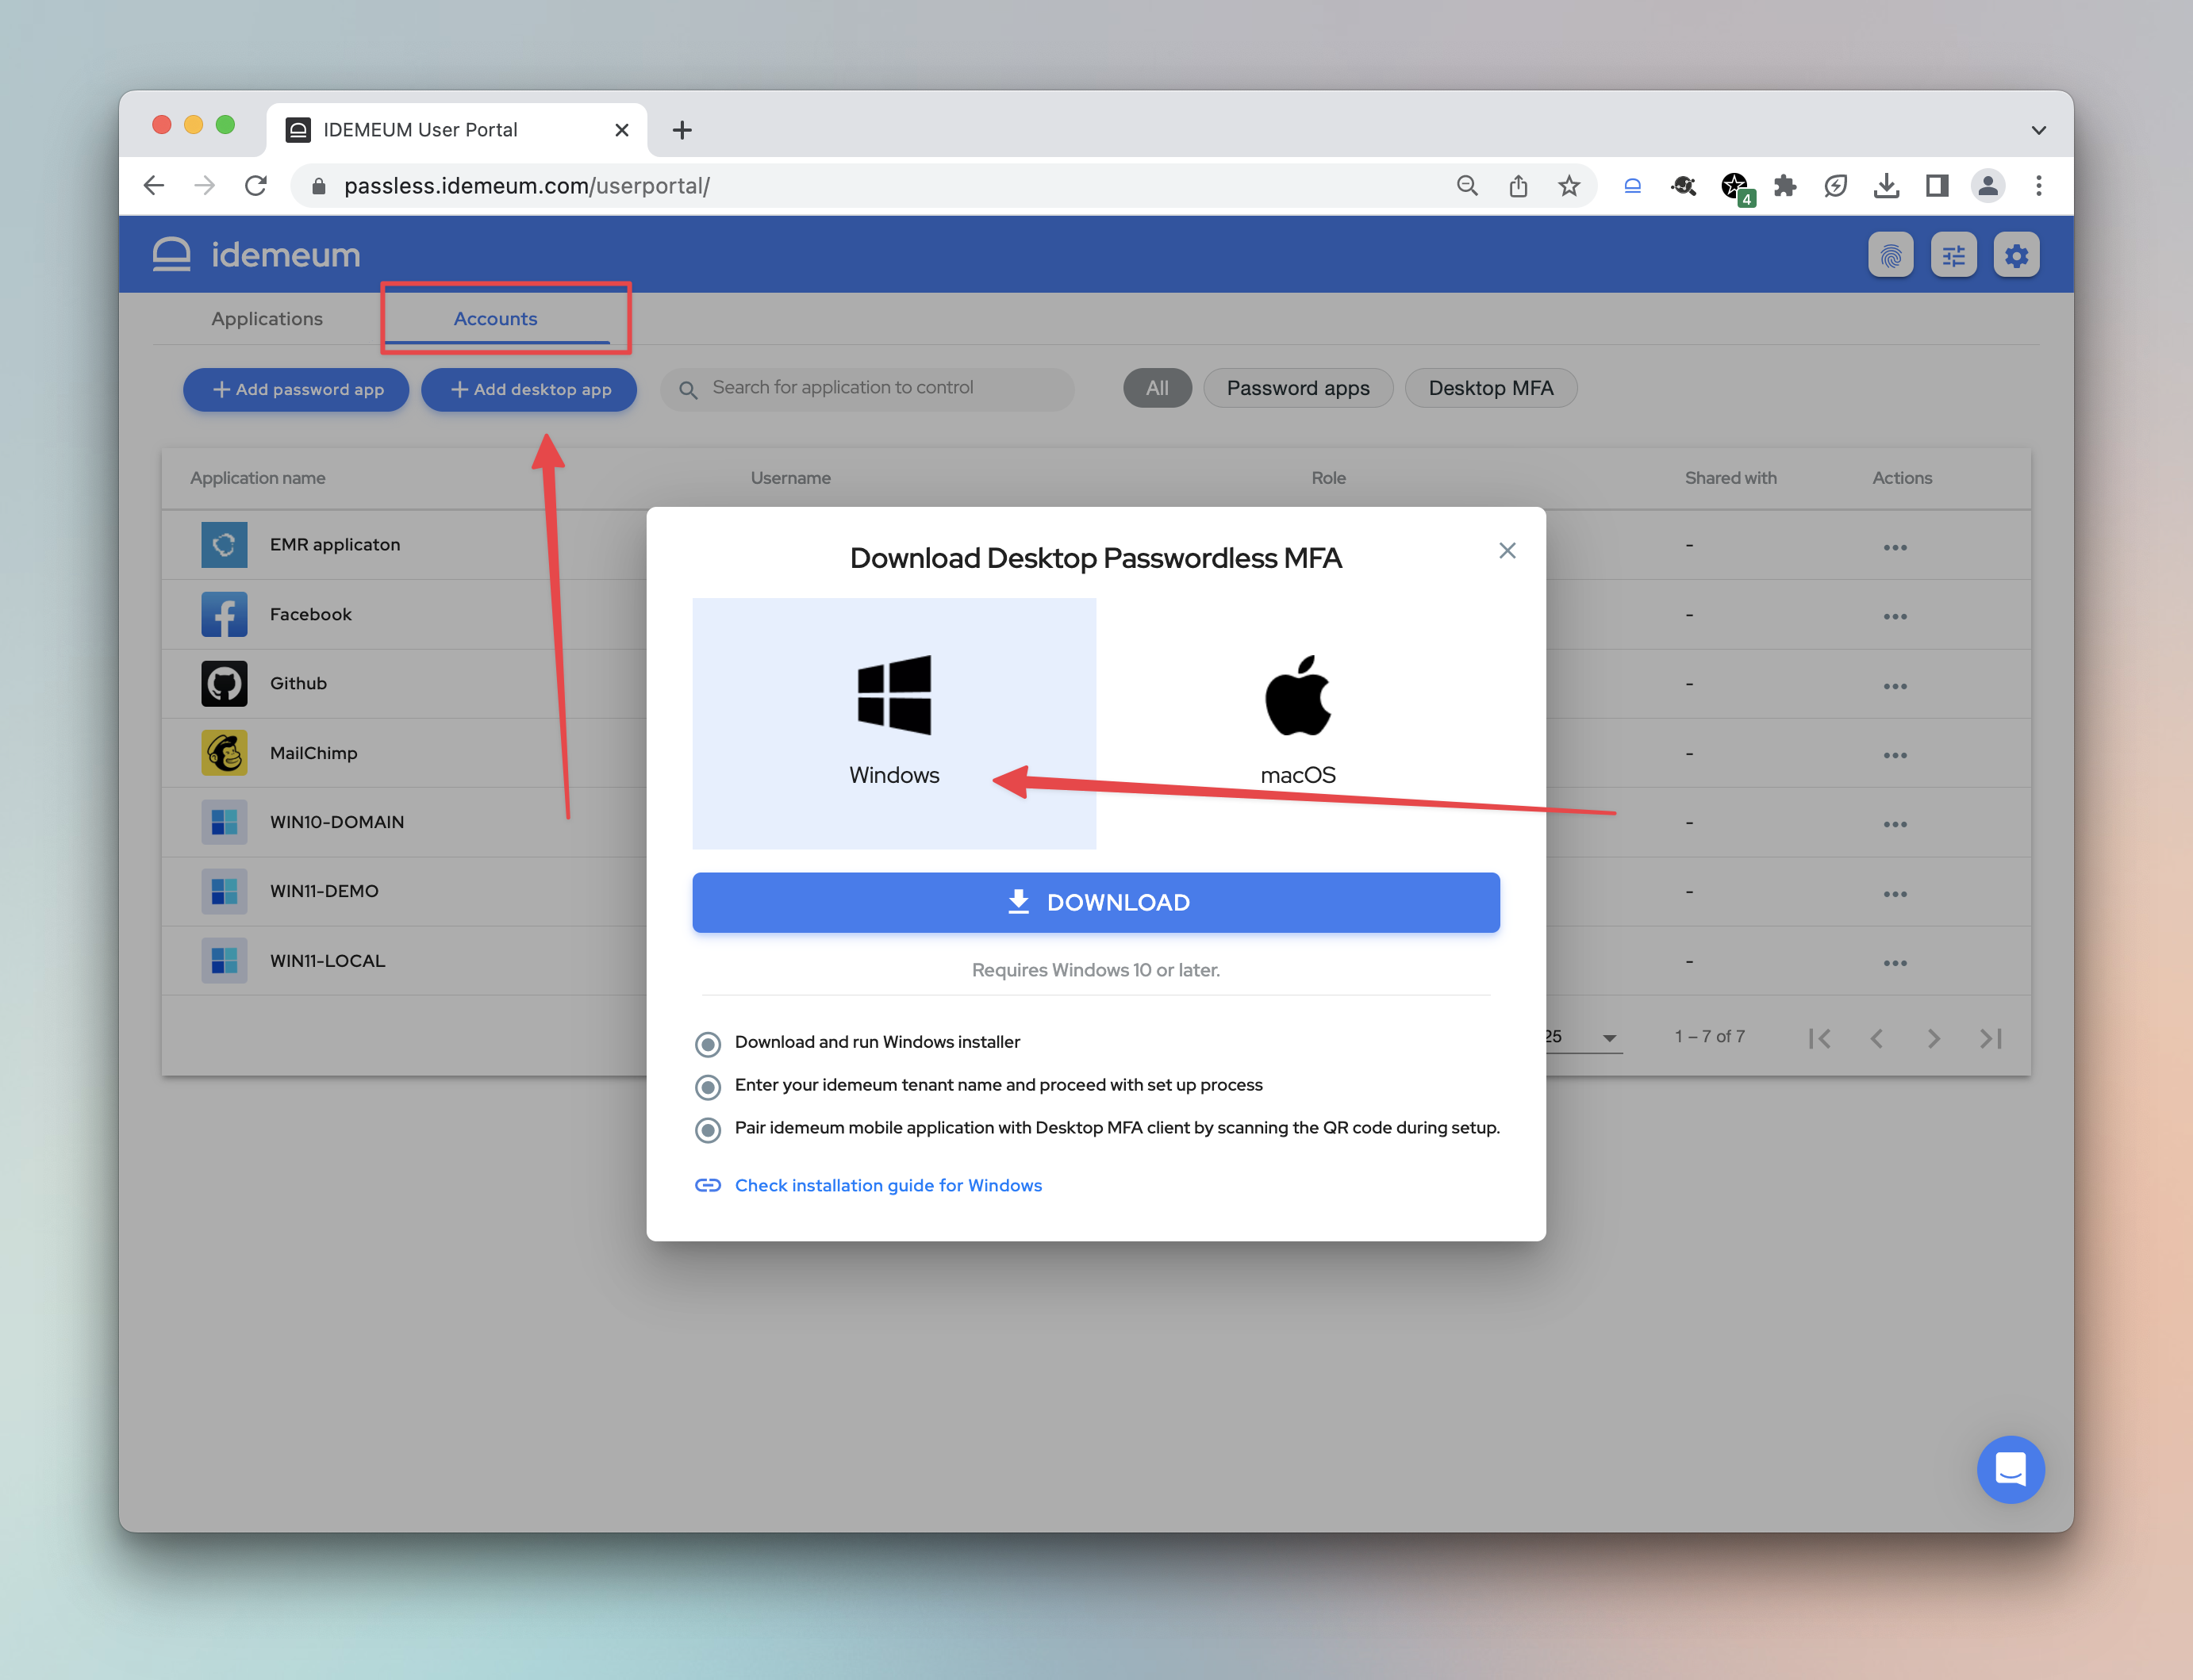 IDEMEUM User Portal
passless.idemeum.com/userportal/
4
idemeum
Applications
Accounts
Add password app
Add desktop app
Search for application to control
All
Password apps
Desktop MFA
Application name
Username
Role
Shared with
Actions
EMR applicaton
-
Facebook
-
Github
-
MailChimp
-
WIN10-DOMAIN
-
WIN11-DEMO
-
WIN11-LOCAL
-
25
1 – 7 of 7
Download Desktop Passwordless MFA
Windows
macOS
DOWNLOAD
Requires Windows 10 or later.
Download and run Windows installer
Enter your idemeum tenant name and proceed with set up process
Pair idemeum mobile application with Desktop MFA client by scanning the QR code during setup.
Check installation guide for Windows